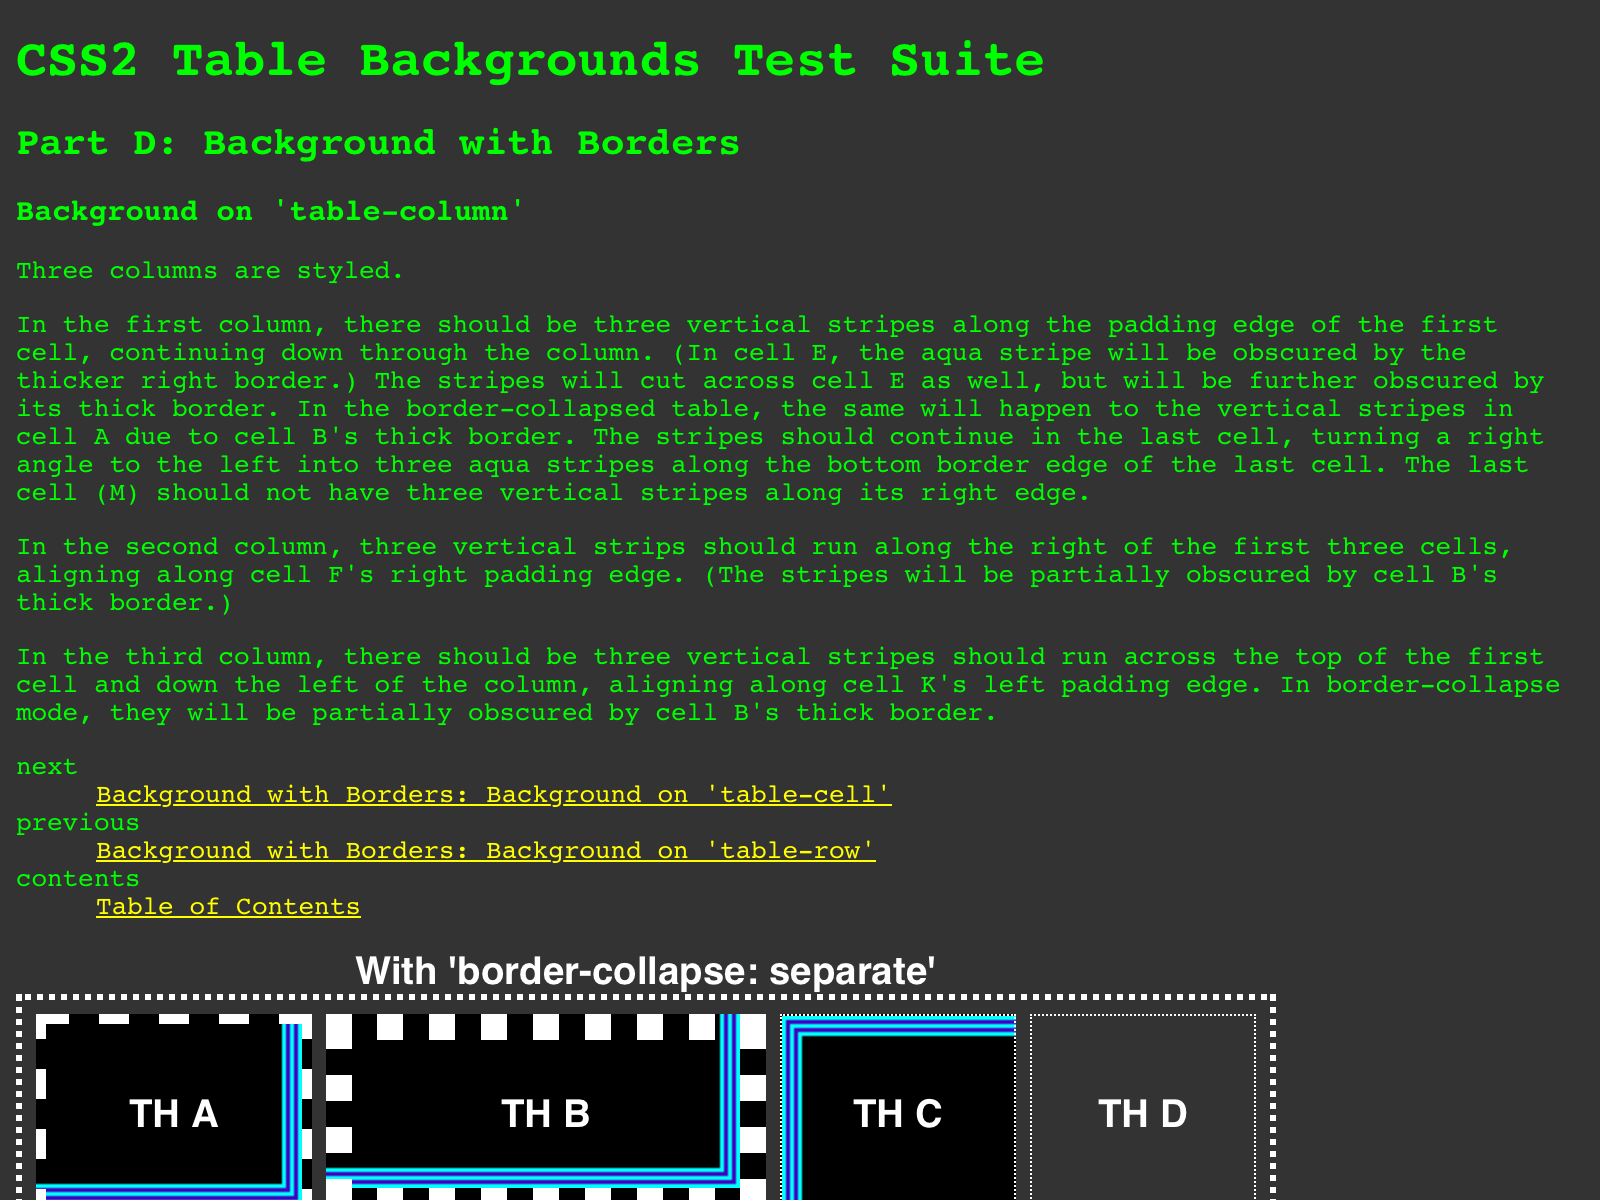 CSS2 Table Backgrounds Test Suite
Part D: Background with Borders
Background on 'table-column'
Three columns are styled.
In the first column, there should be three vertical stripes along the padding edge of the first
cell, continuing down through the column. (In cell E, the aqua stripe will be obscured by the
thicker right border.) The stripes will cut across cell E as well, but will be further obscured by
its thick border. In the border-collapsed table, the same will happen to the vertical stripes in
cell A due to cell B's thick border. The stripes should continue in the last cell, turning a right
angle to the left into three aqua stripes along the bottom border edge of the last cell. The last
cell (M) should not have three vertical stripes along its right edge.
In the second column, three vertical strips should run along the right of the first three cells,
aligning along cell F's right padding edge. (The stripes will be partially obscured by cell B's
thick border.)
In the third column, there should be three vertical stripes should run across the top of the first
cell and down the left of the column, aligning along cell K's left padding edge. In border-collapse
mode, they will be partially obscured by cell B's thick border.
next
Background with Borders: Background on 'table-cell'
previous
Background with Borders: Background on 'table-row'
contents
Table of Contents
With 'border-collapse: separate'
TH A
TH B
TH C
TH D